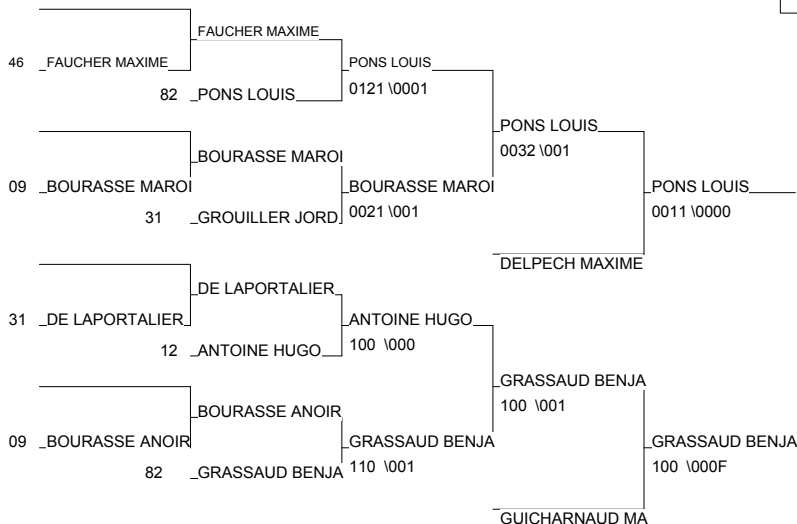 FAUCHER MAXIME
46 FAUCHER MAXIME
PONS LOUIS
82 PONS LOUIS
0121 \0001
PONS LOUIS
0032 \001
BOURASSE MAROI
09 BOURASSE MAROI
BOURASSE MAROI
PONS LOUIS
31 GROUILLER JORD.
0021 \001
0011 \0000
DELPECH MAXIME
DE LAPORTALIER
31 DE LAPORTALIER
ANTOINE HUGO
12 ANTOINE HUGO
100 \000
GRASSAUD BENJA
100 \001
BOURASSE ANOIR
09 BOURASSE ANOIR
GRASSAUD BENJA
GRASSAUD BENJA
82 GRASSAUD BENJA
110 \001
100 \000F
GUICHARNAUD MA